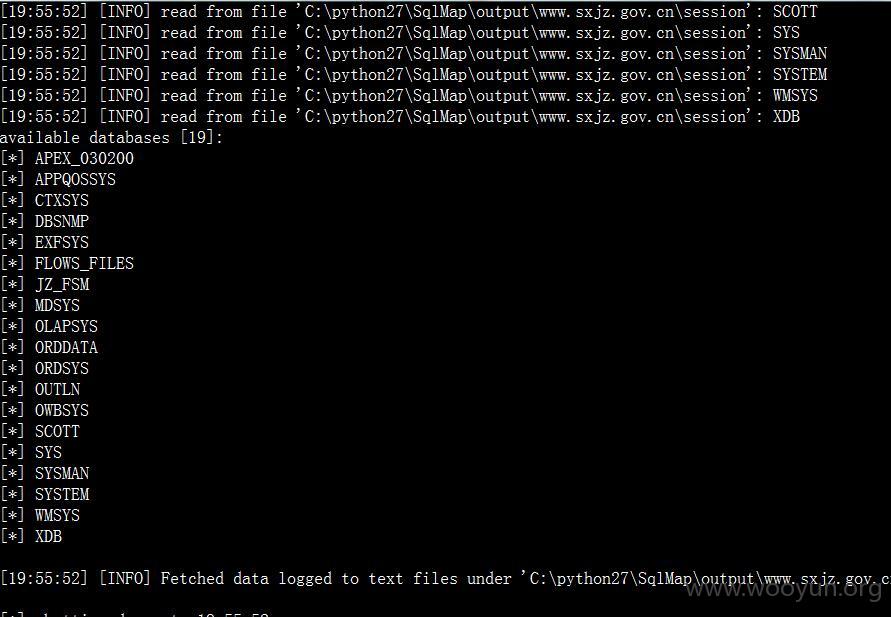 [19:55:52] [INFO] read from file 'C:\python27\SqlMap\output\www.sxjz.gov.cn\session': SCOTT
[19:55:52] [INFO] read from file 'C:\python27\SqlMap\output\www.sxjz.gov.cn\session': SYS
[19:55:52] [INFO] read from file 'C:\python27\SqlMap\output\www.sxjz.gov.cn\session': SYSMAN
[19:55:52] [INFO] read from file 'C:\python27\SqlMap\output\www.sxjz.gov.cn\session': SYSTEM
[19:55:52] [INFO] read from file 'C:\python27\SqlMap\output\www.sxjz.gov.cn\session': WMSYS
[19:55:52] [INFO] read from file 'C:\python27\SqlMap\output\www.sxjz.gov.cn\session': XDB
available databases [19]:
[*] APEX_030200
[*] APPQOSSYS
[*] CTXSYS
[*] DBSNMP
[*] EXFSYS
[*] FLOWS_FILES
[*] JZ_FSM
[*] MDSYS
[*] OLAPSYS
[*] ORDDATA
[*] ORDSYS
[*] OUTLN
[*] OWBSYS
[*] SCOTT
[*] SYS
[*] SYSMAN
[*] SYSTEM
[*] WMSYS
[*] XDB
[19:55:52] [INFO] Fetched data logged to text files under 'C:\python27\SqlMap\output\www.sxjz.gov.c
www.wooyun.org